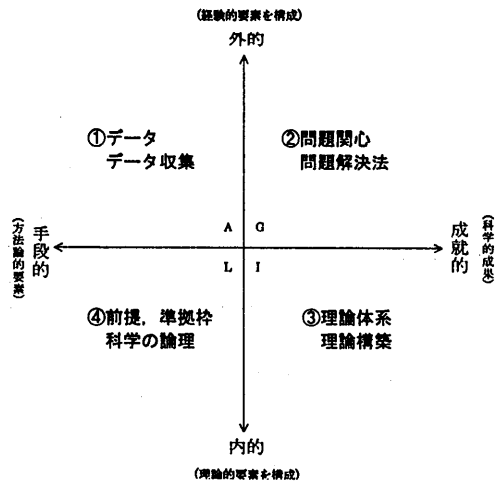 (経験的要素を構成)
外的
①データ
データ収集
②問題関心
問題解決法
A G
L I
(方法論的要素)
手段的
成就的
(科学的成果)
④前提，準拠枠
科学の論理
③理論体系
理論構築
内的
(理論的要素を構成)